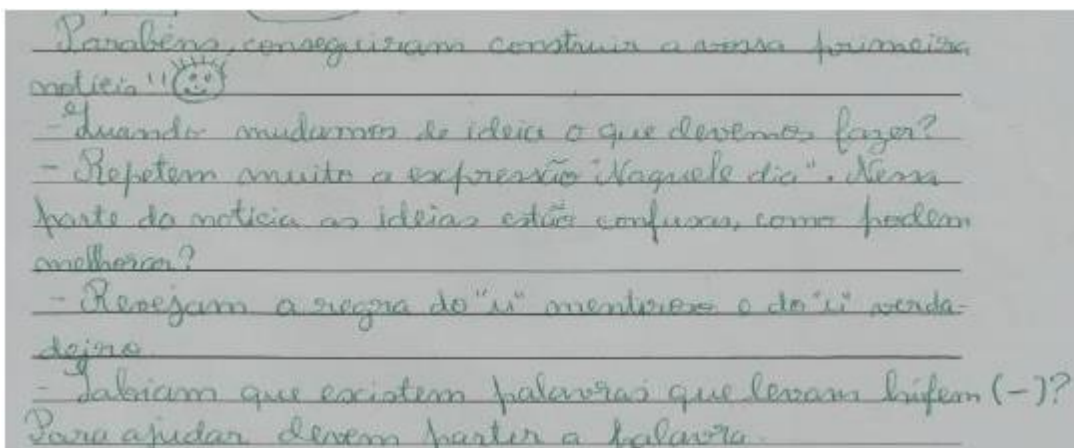 Parabéns, conseguiram construir a vossa primeira
notícia!!
- Quando mudamos de ideia o que devemos fazer?
- Repetem muito a expressão "Naquele dia". Nessa
parte da notícia as ideias estão confusas, como podem
melhorar?
- Revejam a regra do "u" mentiroso e do "u" verda-
deiro.
- Sabiam que existem palavras que levam hífem (-)?
Para ajudar devem partir a palavra.